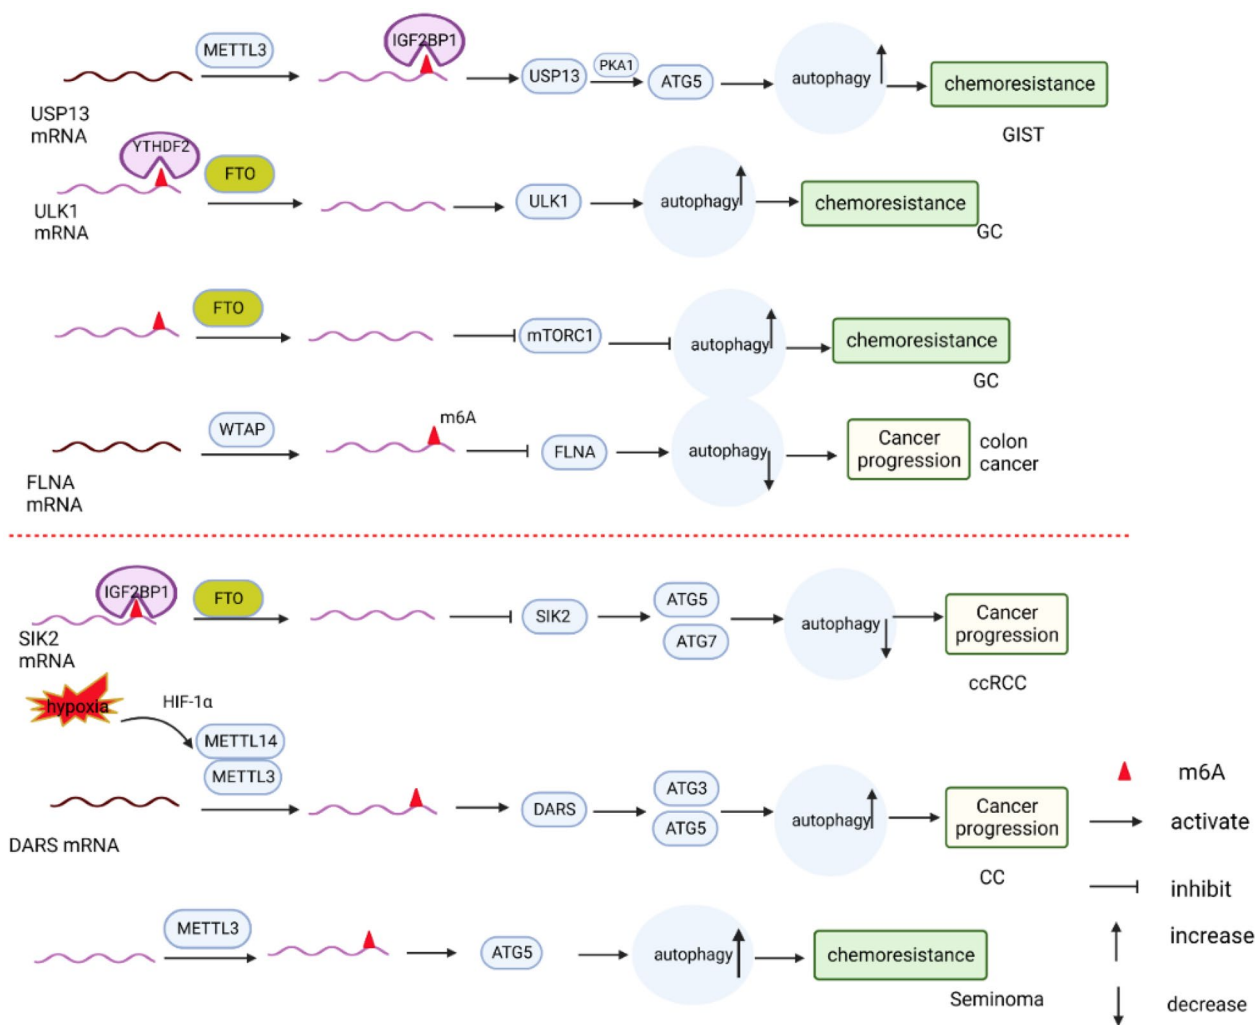 METTL3
IGF2BP1
USP13
PKA1
ATG5
autophagy
chemoresistance
USP13
mRNA
GIST
YTHDF2
FTO
ULK1
autophagy
chemoresistance
ULK1
mRNA
GC
FTO
mTORC1
autophagy
chemoresistance
GC
WTAP
m6A
FLNA
autophagy
Cancer
progression
colon
cancer
FLNA
mRNA
IGF2BP1
FTO
SIK2
ATG5
ATG7
autophagy
Cancer
progression
SIK2
mRNA
ccRCC
hypoxia
HIF-1α
METTL14
METTL3
DARS
ATG3
ATG5
autophagy
Cancer
progression
DARS mRNA
CC
METTL3
ATG5
autophagy
chemoresistance
Seminoma
m6A
activate
inhibit
increase
decrease